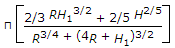 п [ (2/3 RH₁^{3/2} + 2/5 H^{2/5}) / (R^{3/4} + (4R + H₁)^{3/2}) ]